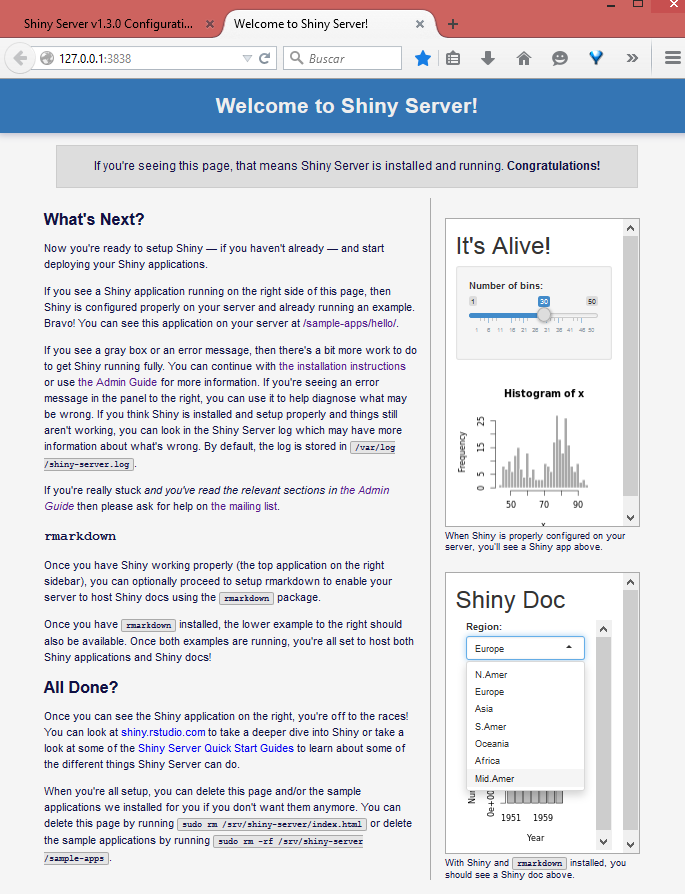 Shiny Server v1.3.0 Configurati...
Welcome to Shiny Server!
127.0.0.1:3838
Buscar
Welcome to Shiny Server!
If you're seeing this page, that means Shiny Server is installed and running. Congratulations!
What's Next?
Now you're ready to setup Shiny — if you haven't already — and start
deploying your Shiny applications.
If you see a Shiny application running on the right side of this page, then
Shiny is configured properly on your server and already running an example.
Bravo! You can see this application on your server at /sample-apps/hello/.
If you see a gray box or an error message, then there's a bit more work to do
to get Shiny running fully. You can continue with the installation instructions
or use the Admin Guide for more information. If you're seeing an error
message in the panel to the right, you can use it to help diagnose what may
be wrong. If you think Shiny is installed and setup properly and things still
aren't working, you can look in the Shiny Server log which may have more
information about what's wrong. By default, the log is stored in /var/log
/shiny-server.log.
If you're really stuck and you've read the relevant sections in the Admin
Guide then please ask for help on the mailing list.
rmarkdown
Once you have Shiny working properly (the top application on the right
sidebar), you can optionally proceed to setup rmarkdown to enable your
server to host Shiny docs using the rmarkdown package.
Once you have rmarkdown installed, the lower example to the right should
also be available. Once both examples are running, you're all set to host both
Shiny applications and Shiny docs!
All Done?
Once you can see the Shiny application on the right, you're off to the races!
You can look at shiny.rstudio.com to take a deeper dive into Shiny or take a
look at some of the Shiny Server Quick Start Guides to learn about some of
the different things Shiny Server can do.
When you're all setup, you can delete this page and/or the sample
applications we installed for you if you don't want them anymore. You can
delete this page by running sudo rm /srv/shiny-server/index.html or delete
the sample applications by running sudo rm -rf /srv/shiny-server
/sample-apps.
It's Alive!
Number of bins:
1 30 50
1 6 11 16 21 26 31 36 41 46 50
Histogram of x
Frequency
25
15
5
0
50 70 90
x
When Shiny is properly configured on your
server, you'll see a Shiny app above.
Shiny Doc
Region:
Europe
N.Amer
Europe
Asia
S.Amer
Oceania
Africa
Mid.Amer
0e+00
1951 1959
Year
With Shiny and rmarkdown installed, you
should see a Shiny doc above.